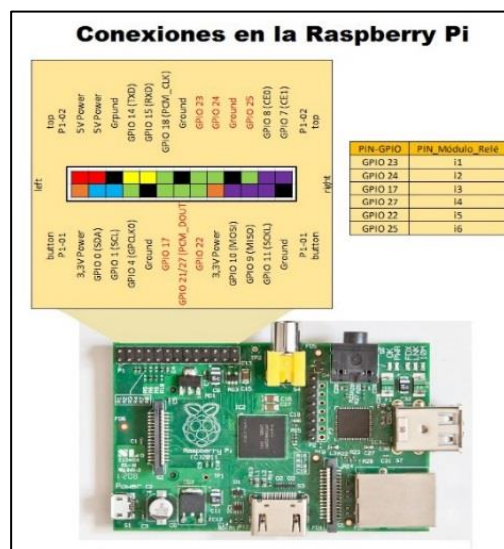 Conexiones en la Raspberry Pi
top
P1-02
5V Power
5V Power
Ground
GPIO 14 (TXD)
GPIO 15 (RXD)
GPIO 18 (PCM_CLK)
Ground
GPIO 23
GPIO 24
Ground
GPIO 25
GPIO 8 (CE0)
GPIO 7 (CE1)
P1-02
top
left
right
button
P1-01
3,3V Power
GPIO 0 (SDA)
GPIO 1 (SCL)
GPIO 4 (GPCLK0)
Ground
GPIO 17
GPIO 21/27 (PCM_DOUT)
GPIO 22
3,3V Power
GPIO 10 (MOSI)
GPIO 9 (MISO)
GPIO 11 (SCKL)
Ground
P1-01
button
PIN-GPIO PIN_Módulo_Relé
GPIO 23 i1
GPIO 24 i2
GPIO 17 i3
GPIO 27 i4
GPIO 22 i5
GPIO 25 i6
Raspberry Pi
Power